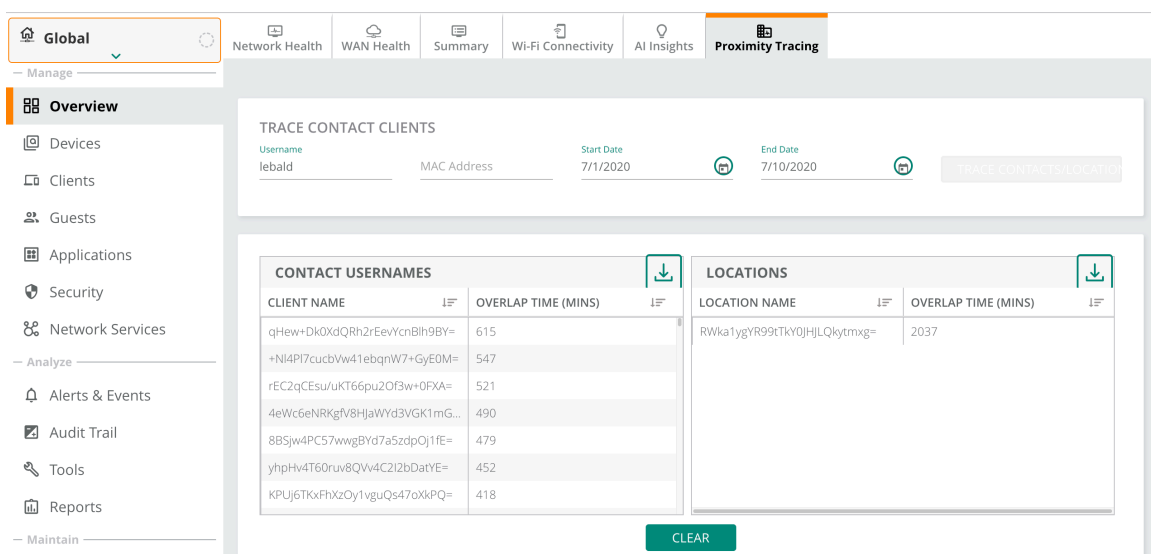 Global
Manage
Overview
Devices
Clients
Guests
Applications
Security
Network Services
Analyze
Alerts & Events
Audit Trail
Tools
Reports
Maintain
Network Health
WAN Health
Summary
Wi-Fi Connectivity
AI Insights
Proximity Tracing
TRACE CONTACT CLIENTS
Username
lebald
MAC Address
Start Date
7/1/2020
End Date
7/10/2020
TRACE CONTACTS/LOCATION
CONTACT USERNAMES
CLIENT NAME OVERLAP TIME (MINS)
qHew+Dk0XdQRh2rEevYcnBlh9BY= 615
+NI4PI7cucbVw41ebqnW7+GyE0M= 547
rEC2qCEsu/uKT66pu2Of3w+0FXA= 521
4eWc6eNRKgfV8HJaWYd3VGK1mG... 490
8BSjw4PC57wwgBYd7a5zdpOj1fE= 479
yhpHv4T60ruv8QVv4C2I2bDatYE= 452
KPUj6TKxFhXzOy1vguQs47oXkPQ= 418
LOCATIONS
LOCATION NAME OVERLAP TIME (MINS)
RWka1ygYR99tTkY0JHJLQkytmxg= 2037
CLEAR